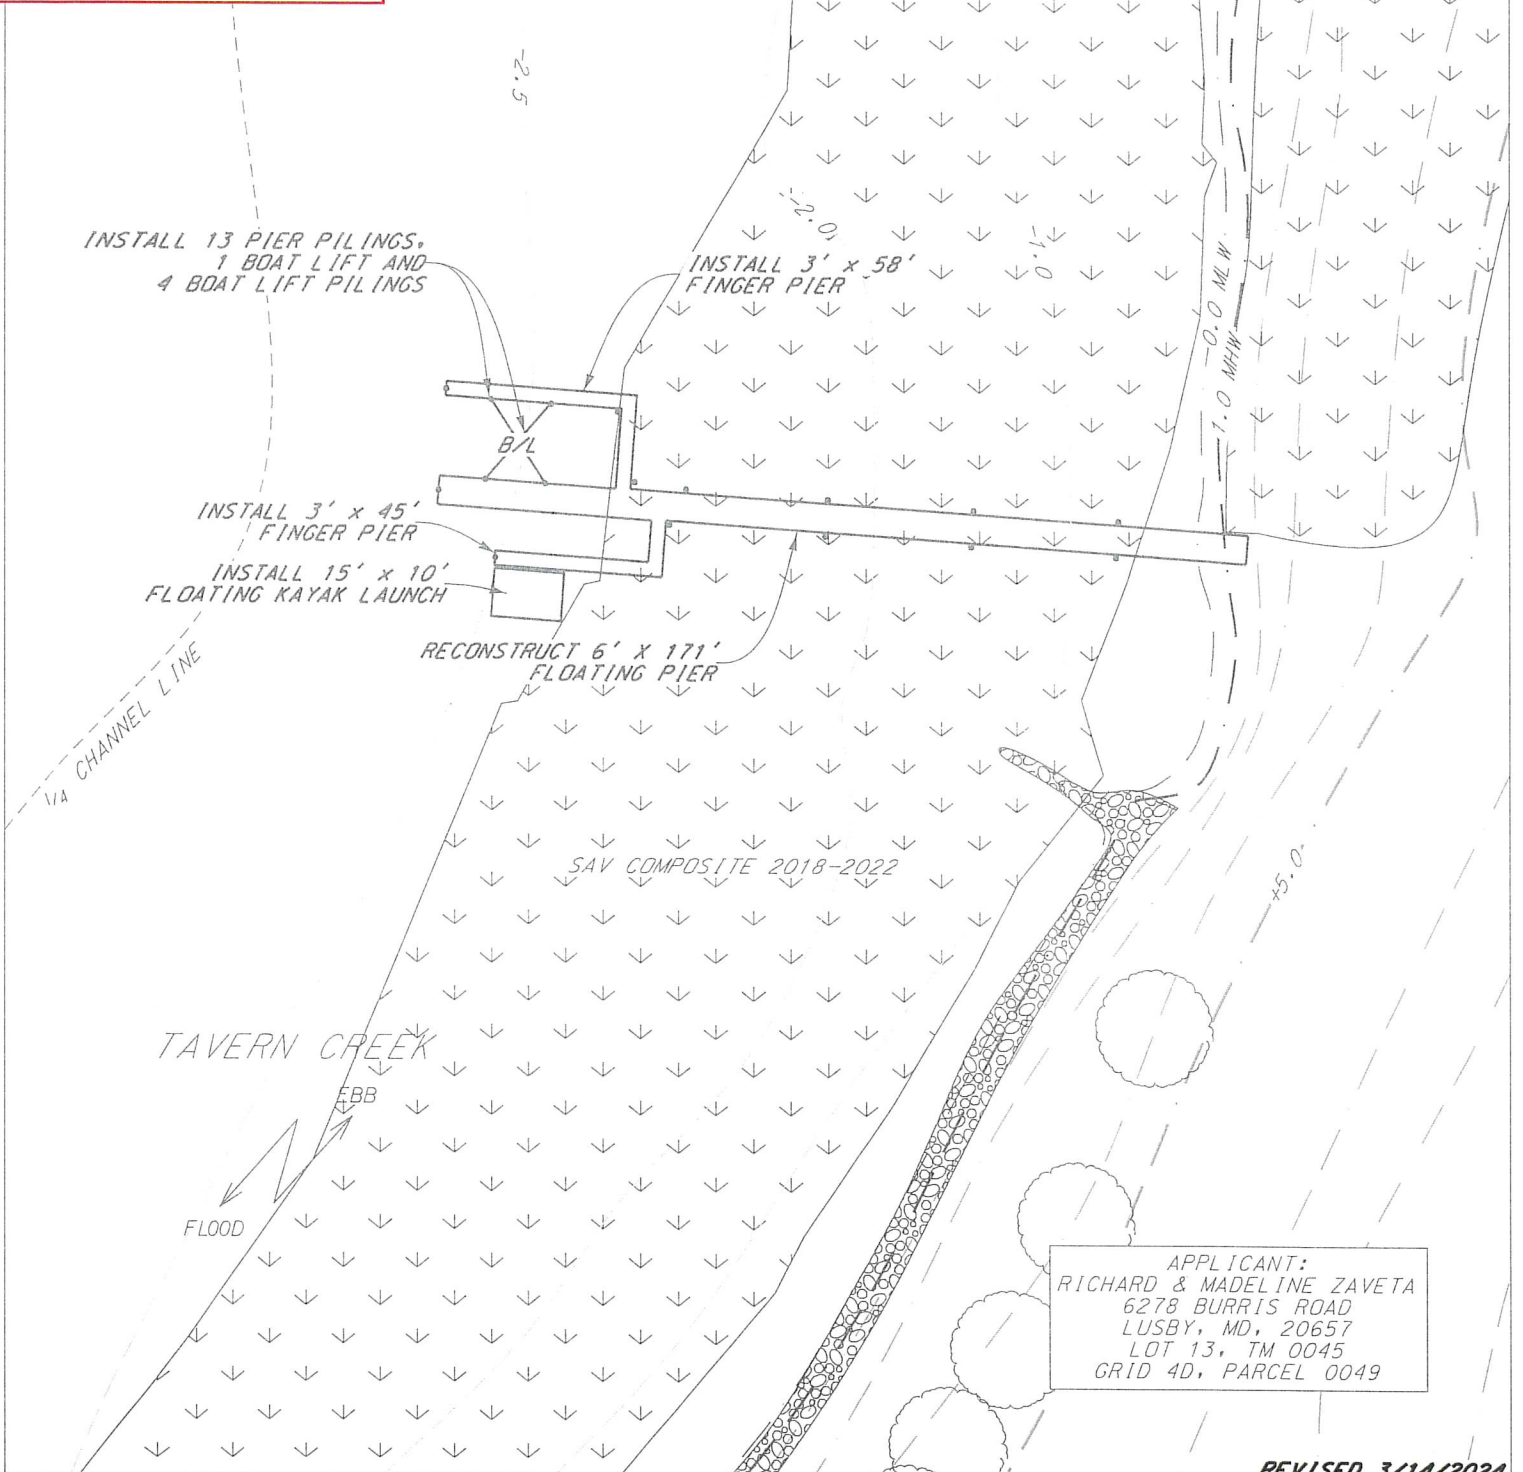 -2.5
INSTALL 13 PIER PILINGS,
1 BOAT LIFT AND
4 BOAT LIFT PILINGS
INSTALL 3' x 58'
FINGER PIER
-2.0
-1.0
-0.0 MLW
1.0 MHW
B/L
INSTALL 3' x 45'
FINGER PIER
INSTALL 15' x 10'
FLOATING KAYAK LAUNCH
RECONSTRUCT 6' X 171'
FLOATING PIER
1/4 CHANNEL LINE
SAV COMPOSITE 2018-2022
+5.0
TAVERN CREEK
EBB
FLOOD
APPLICANT:
RICHARD & MADELINE ZAVETA
6278 BURRIS ROAD
LUSBY, MD, 20657
LOT 13, TM 0045
GRID 4D, PARCEL 0049
REVISED 3/14/2024